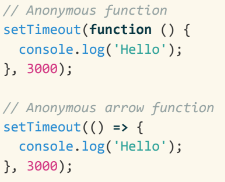 // Anonymous function
setTimeout(function () {
  console.log('Hello');
}, 3000);

// Anonymous arrow function
setTimeout(() => {
  console.log('Hello');
}, 3000);